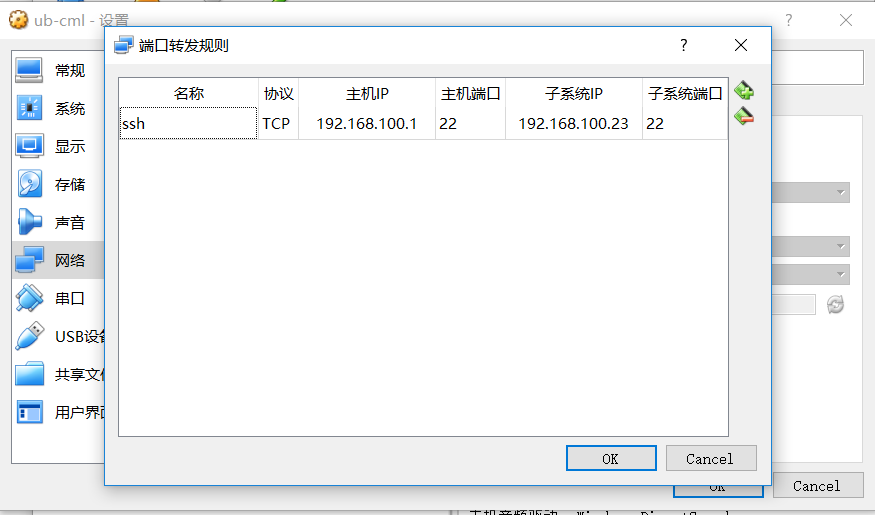 ub-cml - 设置
端口转发规则
名称 协议 主机IP 主机端口 子系统IP 子系统端口
ssh TCP 192.168.100.1 22 192.168.100.23 22
常规
系统
显示
存储
声音
网络
串口
USB设
共享文
用户界
OK Cancel
OK Cancel